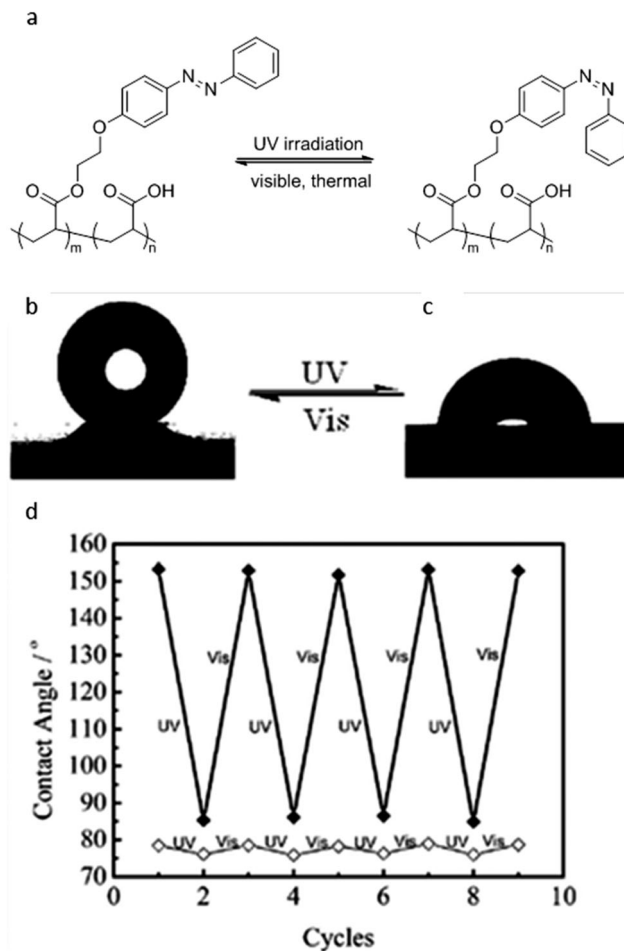 a
N
N
O
O
O
O
OH
m
n
UV irradiation
visible, thermal
N
N
O
O
O
O
OH
m
n
b
c
UV
Vis
d
Contact Angle / °
160
150
140
130
120
110
100
90
80
70
Vis Vis Vis Vis
UV UV UV UV
UV Vis UV Vis UV Vis UV Vis
0 2 4 6 8 10
Cycles